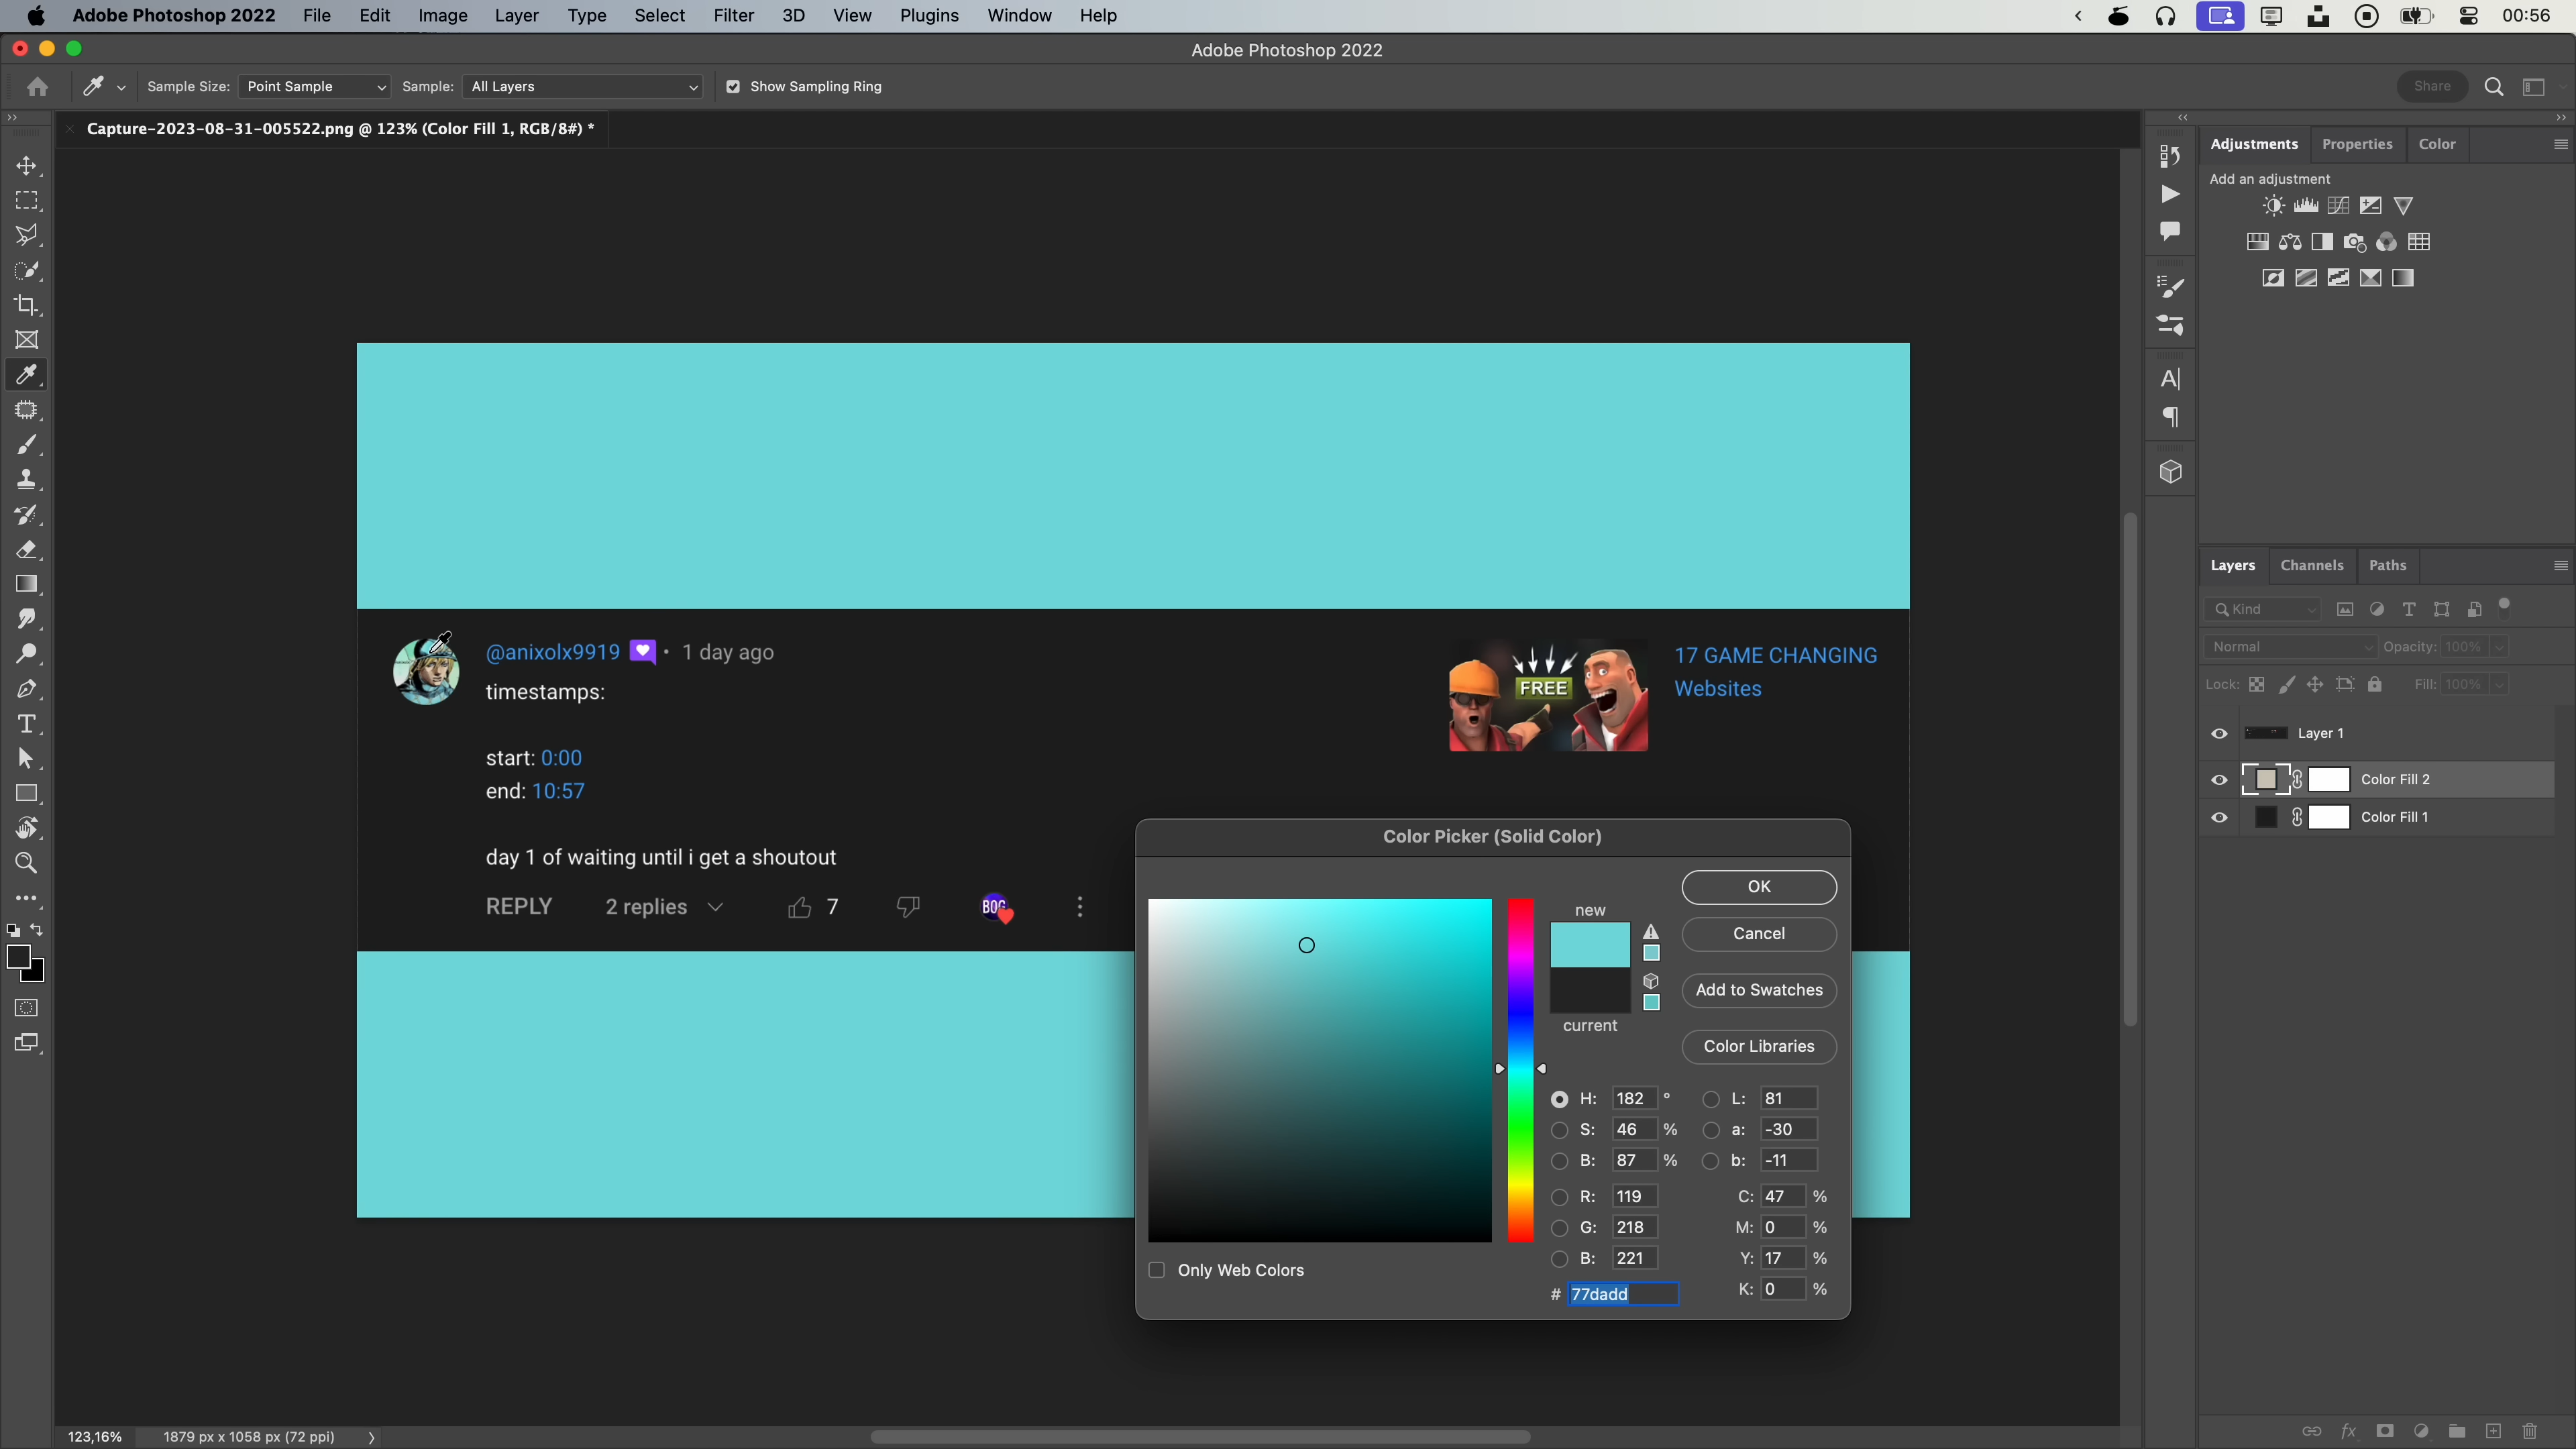 Adobe Photoshop 2022 File Edit Image Layer Type Select Filter 3D View Plugins Window Help 00:56
Adobe Photoshop 2022
Sample Size: Point Sample Sample: All Layers Show Sampling Ring Share
Capture-2023-08-31-005522.png @ 123% (Color Fill 1, RGB/8#) *
Adjustments Properties Color
Add an adjustment
Layers Channels Paths
Kind
Normal Opacity: 100%
Lock: Fill: 100%
Layer 1
Color Fill 2
Color Fill 1
@anixolx9919 • 1 day ago
timestamps:
start: 0:00
end: 10:57
day 1 of waiting until i get a shoutout
REPLY 2 replies 7 BOG
FREE
17 GAME CHANGING
Websites
Color Picker (Solid Color)
new
current
OK
Cancel
Add to Swatches
Color Libraries
H: 182 ° L: 81
S: 46 % a: -30
B: 87 % b: -11
R: 119 C: 47 %
G: 218 M: 0 %
B: 221 Y: 17 %
# 77dadd K: 0 %
Only Web Colors
123,16% 1879 px x 1058 px (72 ppi)